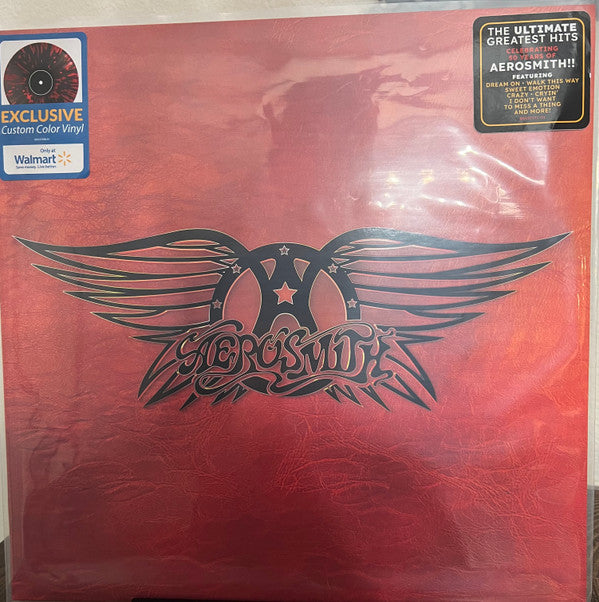 EXCLUSIVE
Custom Color Vinyl
Only at
Walmart
THE ULTIMATE
GREATEST HITS
CELEBRATING
50 YEARS OF
AEROSMITH!!
FEATURING
DREAM ON • WALK THIS WAY
SWEET EMOTION
CRAZY • CRYIN'
I DON'T WANT
TO MISS A THING
AND MORE!
AEROSMITH